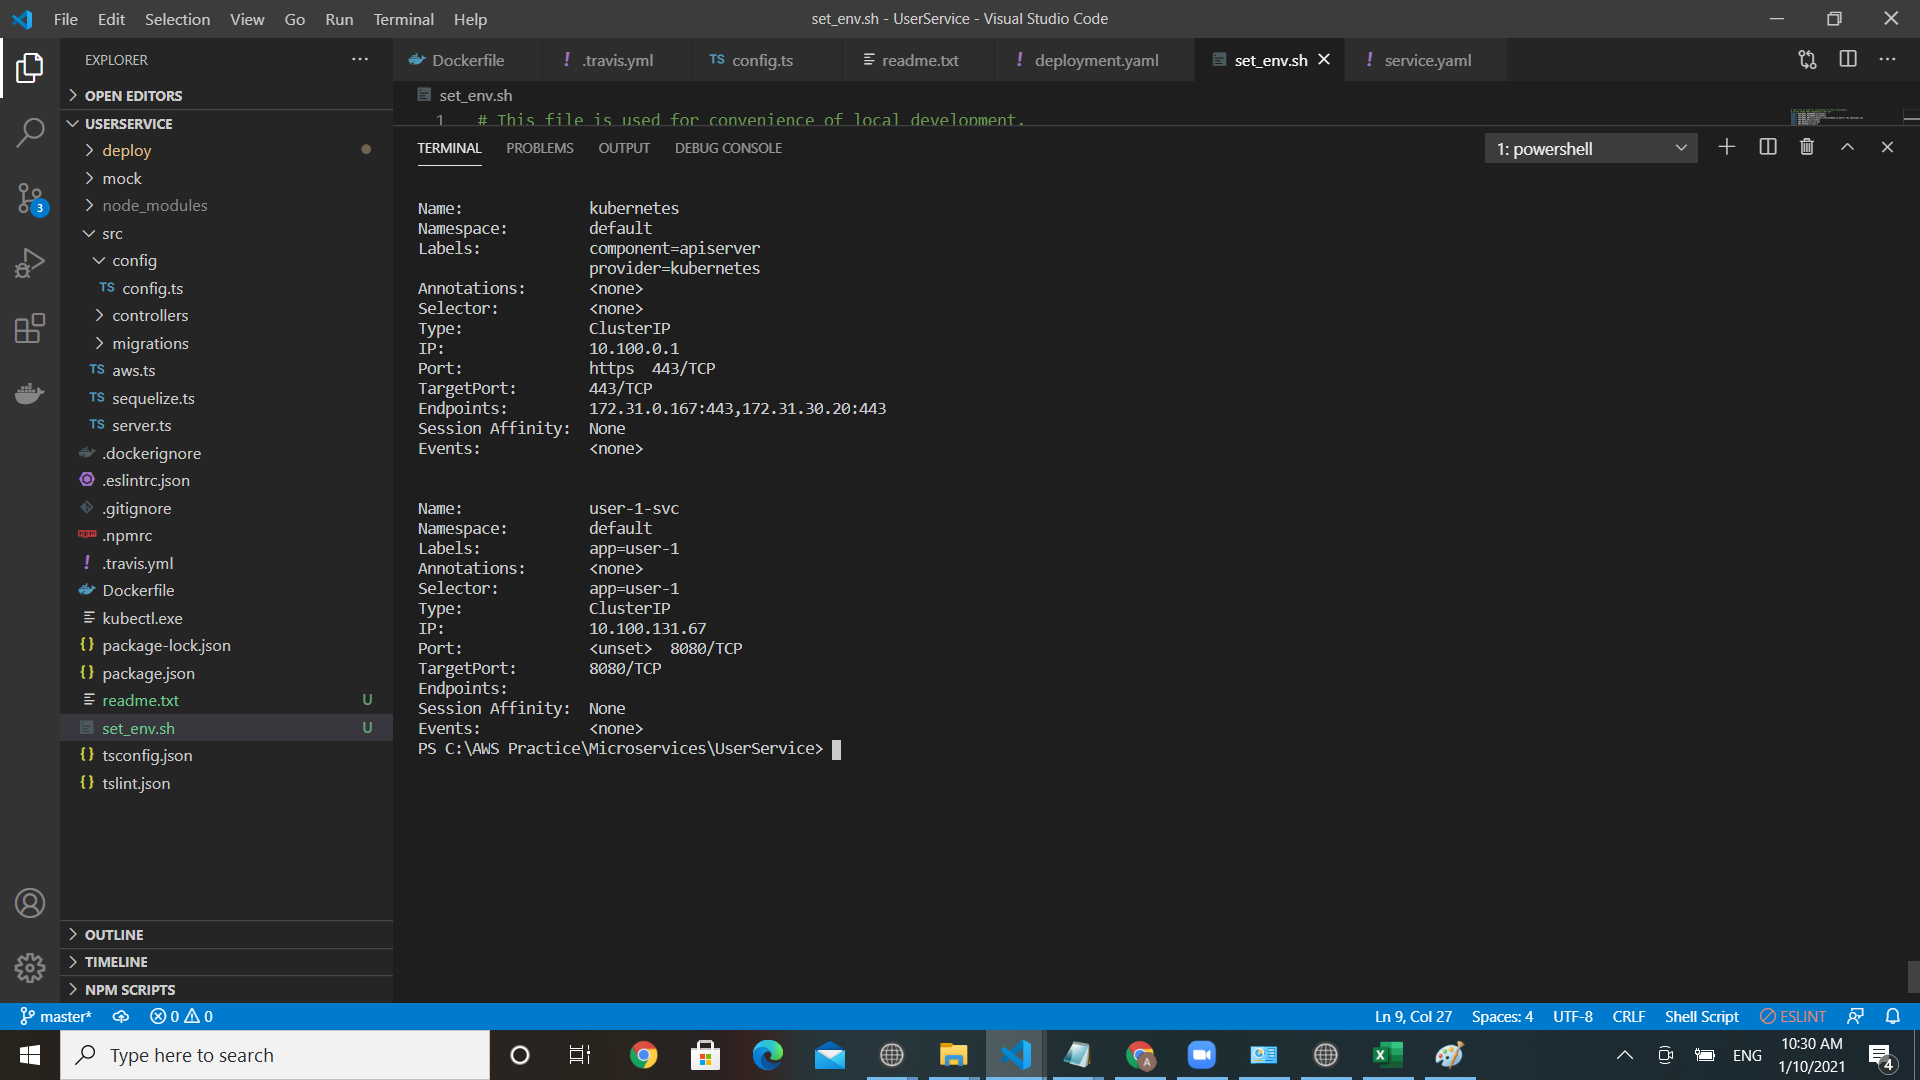 File Edit Selection View Go Run Terminal Help
set_env.sh - UserService - Visual Studio Code
EXPLORER
OPEN EDITORS
USERSERVICE
deploy
mock
node_modules
src
config
TS config.ts
controllers
migrations
TS aws.ts
TS sequelize.ts
TS server.ts
.dockerignore
.eslintrc.json
.gitignore
npm .npmrc
! .travis.yml
Dockerfile
kubectl.exe
{} package-lock.json
{} package.json
readme.txt U
set_env.sh U
{} tsconfig.json
{} tslint.json
OUTLINE
TIMELINE
NPM SCRIPTS
3
Dockerfile ! .travis.yml TS config.ts readme.txt ! deployment.yaml set_env.sh ! service.yaml
set_env.sh
1 # This file is used for convenience of local development.
TERMINAL PROBLEMS OUTPUT DEBUG CONSOLE 1: powershell
Name: kubernetes
Namespace: default
Labels: component=apiserver
provider=kubernetes
Annotations: <none>
Selector: <none>
Type: ClusterIP
IP: 10.100.0.1
Port: https 443/TCP
TargetPort: 443/TCP
Endpoints: 172.31.0.167:443,172.31.30.20:443
Session Affinity: None
Events: <none>
Name: user-1-svc
Namespace: default
Labels: app=user-1
Annotations: <none>
Selector: app=user-1
Type: ClusterIP
IP: 10.100.131.67
Port: <unset> 8080/TCP
TargetPort: 8080/TCP
Endpoints:
Session Affinity: None
Events: <none>
PS C:\AWS Practice\Microservices\UserService>
master* 0 0 Ln 9, Col 27 Spaces: 4 UTF-8 CRLF Shell Script ESLINT
Type here to search
ENG
10:30 AM
1/10/2021
4